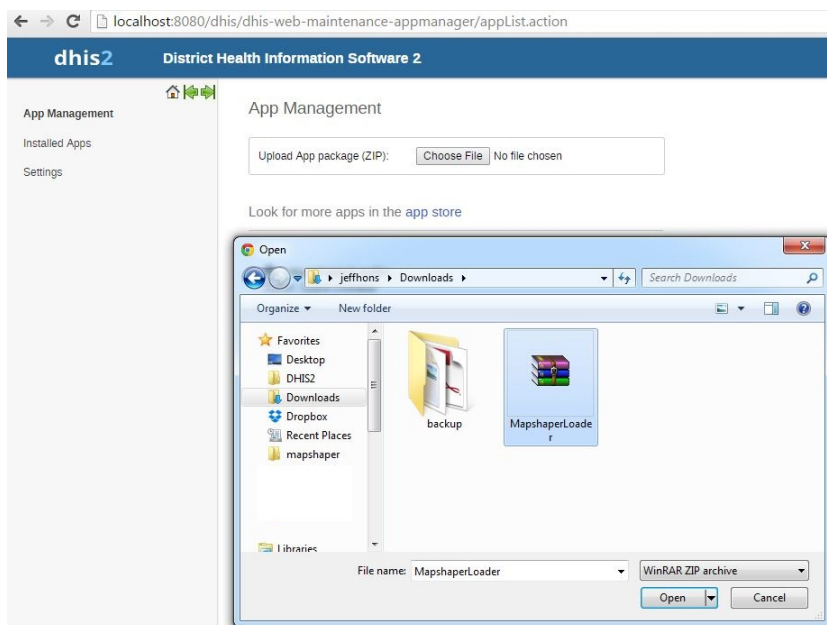 localhost:8080/dhis/dhis-web-maintenance-appmanager/appList.action
dhis2 District Health Information Software 2
App Management
Installed Apps
Settings
App Management
Upload App package (ZIP): Choose File No file chosen
Look for more apps in the app store
Open
jeffhons Downloads Search Downloads
Organize New folder
Favorites
Desktop
DHIS2
Downloads
Dropbox
Recent Places
mapshaper
Libraries
backup
MapshaperLoade
r
File name: MapshaperLoader WinRAR ZIP archive
Open Cancel